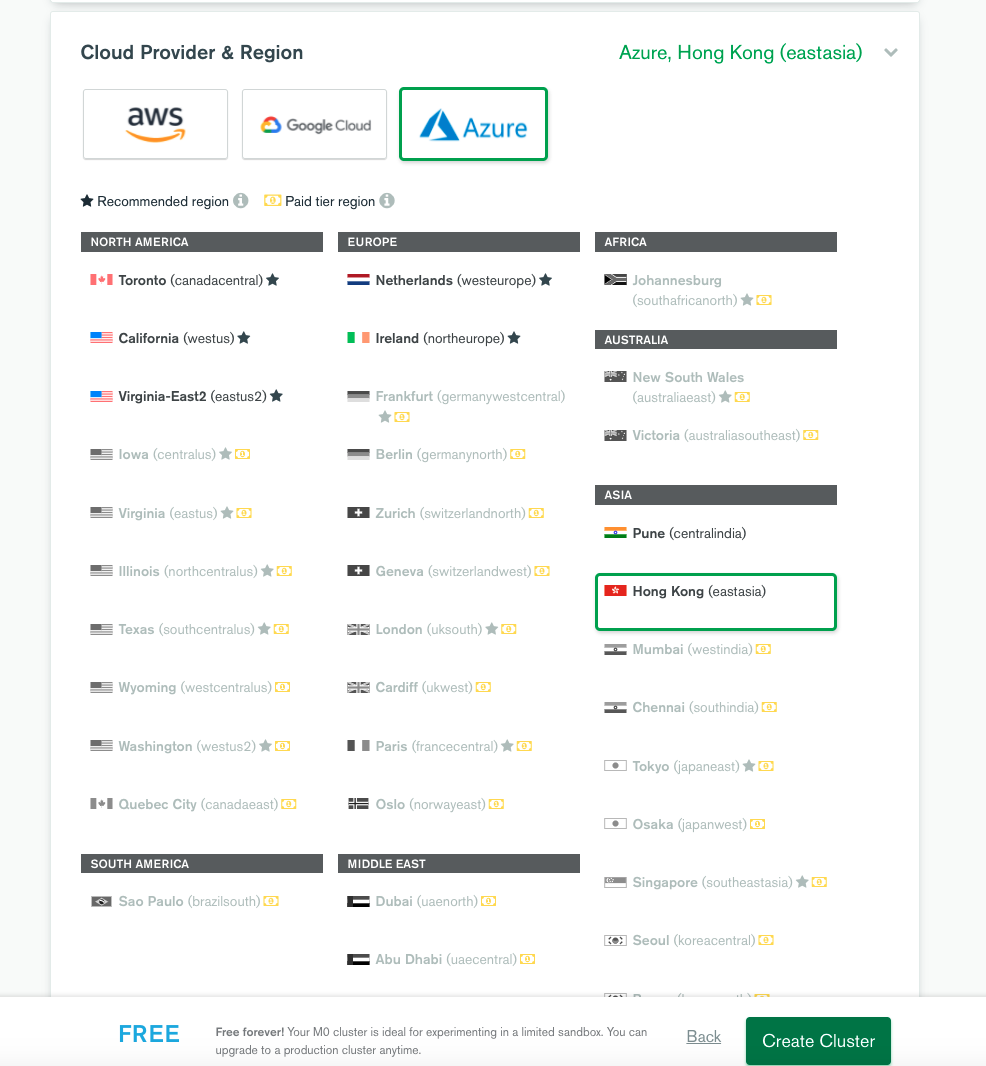 Cloud Provider & Region
Azure, Hong Kong (eastasia)
aws
Google Cloud
Azure
Recommended region
Paid tier region
NORTH AMERICA
Toronto (canadacentral)
California (westus)
Virginia-East2 (eastus2)
Iowa (centralus)
Virginia (eastus)
Illinois (northcentralus)
Texas (southcentralus)
Wyoming (westcentralus)
Washington (westus2)
Quebec City (canadaeast)
SOUTH AMERICA
Sao Paulo (brazilsouth)
EUROPE
Netherlands (westeurope)
Ireland (northeurope)
Frankfurt (germanywestcentral)
Berlin (germanynorth)
Zurich (switzerlandnorth)
Geneva (switzerlandwest)
London (uksouth)
Cardiff (ukwest)
Paris (francecentral)
Oslo (norwayeast)
MIDDLE EAST
Dubai (uaenorth)
Abu Dhabi (uaecentral)
AFRICA
Johannesburg
(southafricanorth)
AUSTRALIA
New South Wales
(australiaeast)
Victoria (australiasoutheast)
ASIA
Pune (centralindia)
Hong Kong (eastasia)
Mumbai (westindia)
Chennai (southindia)
Tokyo (japaneast)
Osaka (japanwest)
Singapore (southeastasia)
Seoul (koreacentral)
FREE
Free forever! Your M0 cluster is ideal for experimenting in a limited sandbox. You can
upgrade to a production cluster anytime.
Back
Create Cluster